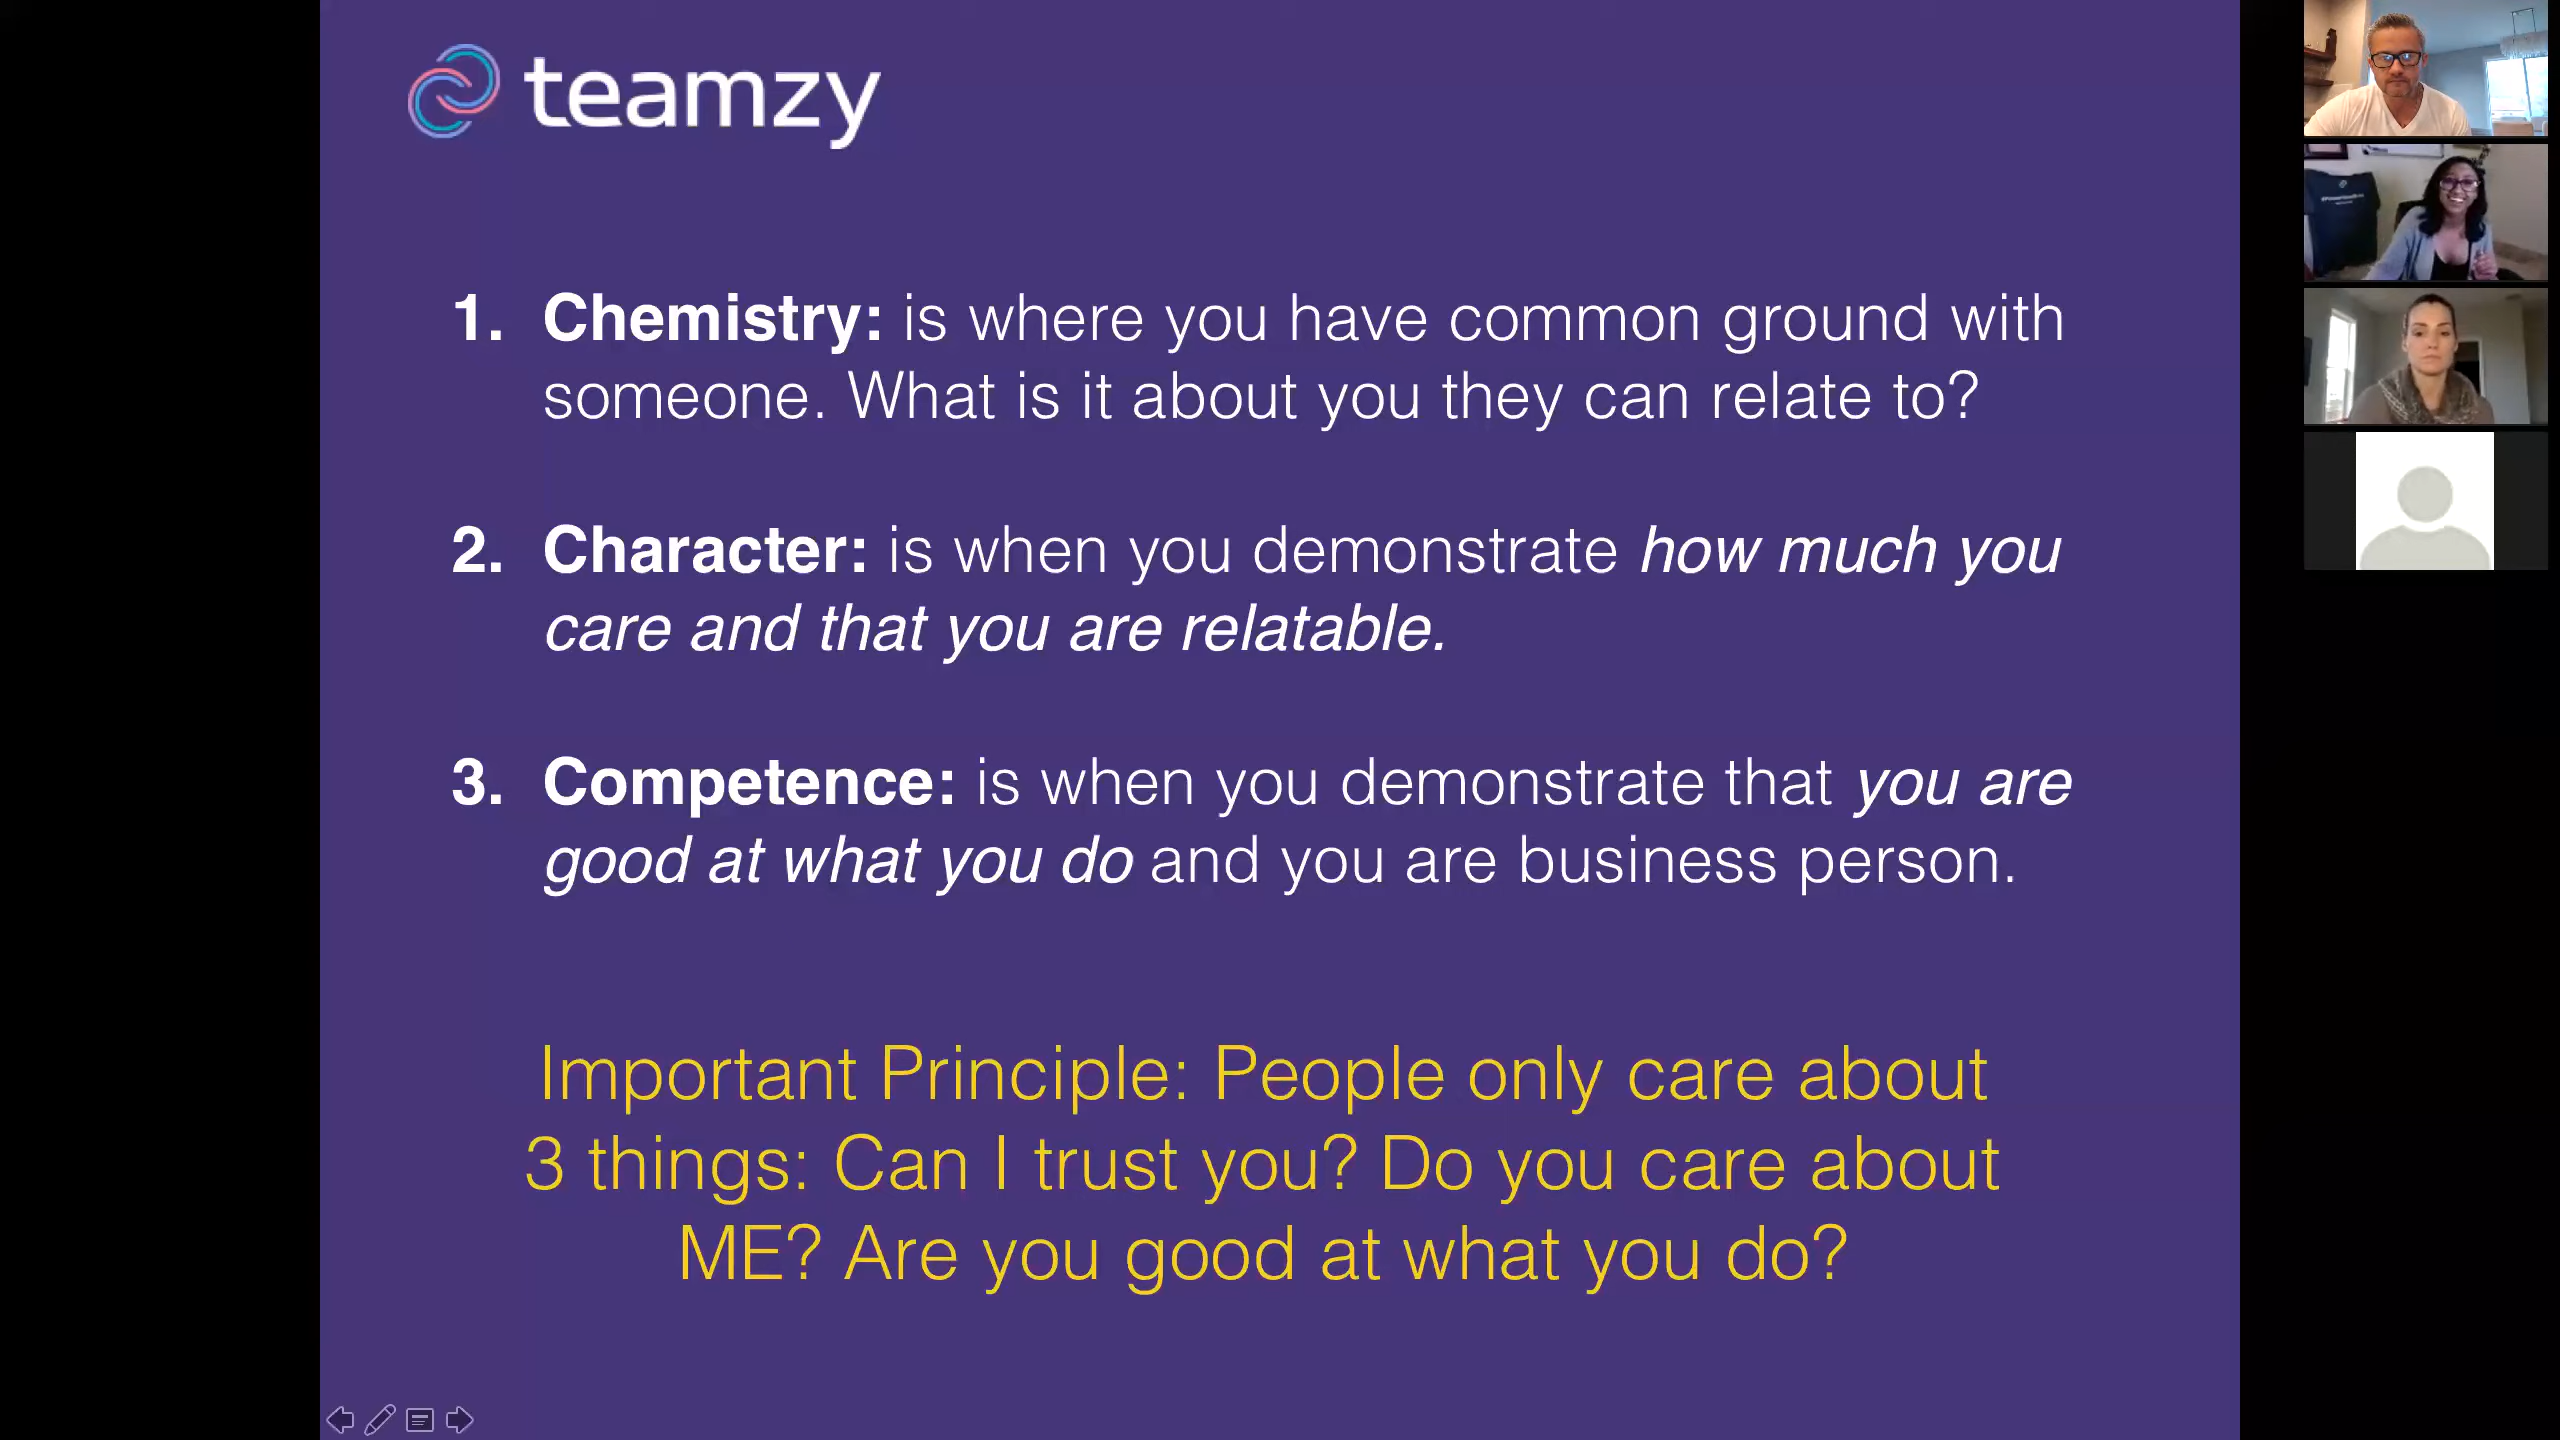 teamzy
1. Chemistry: is where you have common ground with
someone. What is it about you they can relate to?
2. Character: is when you demonstrate how much you
care and that you are relatable.
3. Competence: is when you demonstrate that you are
good at what you do and you are business person.
Important Principle: People only care about
3 things: Can I trust you? Do you care about
ME? Are you good at what you do?